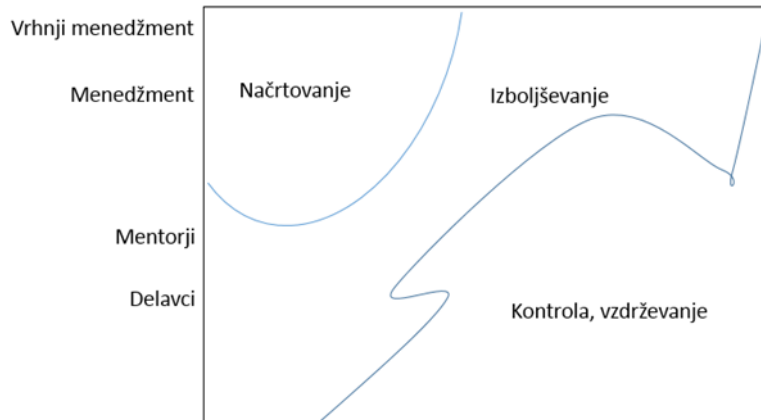 Vrhnji menedžment
Menedžment
Načrtovanje
Izboljševanje
Mentorji
Delavci
Kontrola, vzdrževanje